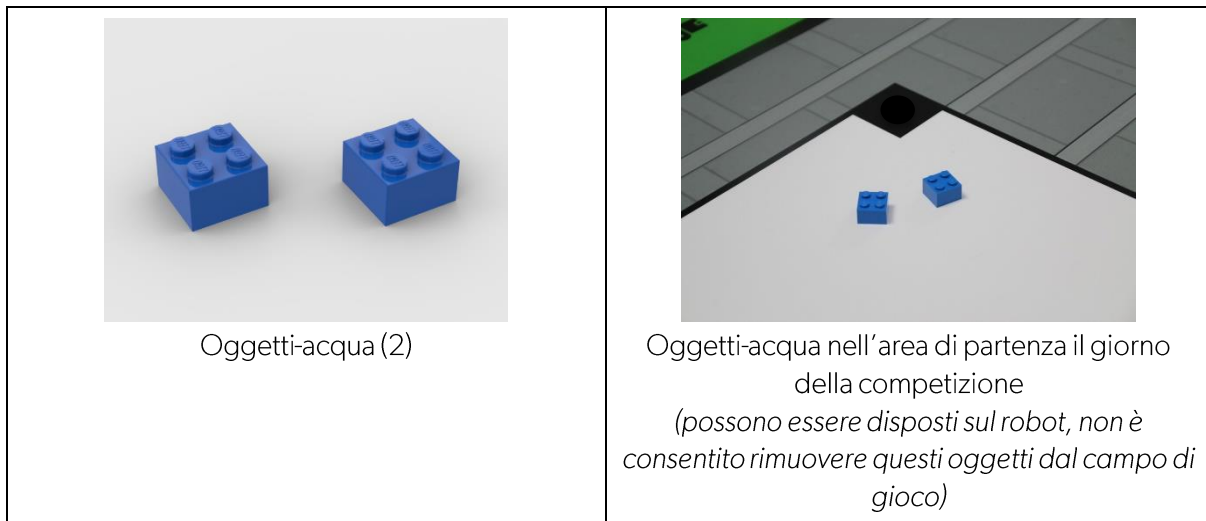 Oggetti-acqua (2)
Oggetti-acqua nell'area di partenza il giorno
della competizione
(possono essere disposti sul robot, non è
consentito rimuovere questi oggetti dal campo di
gioco)